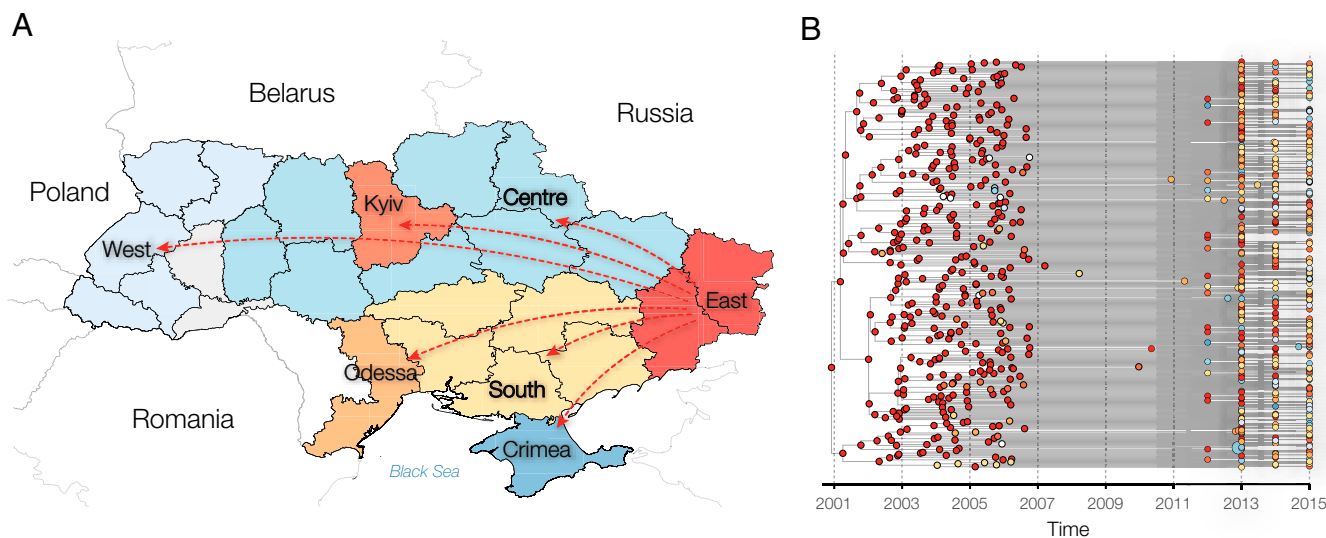 A
B
Belarus
Russia
Poland
Kyiv
Centre
West
East
Odessa
South
Romania
Crimea
Black Sea
2001 2003 2005 2007 2009 2011 2013 2015
Time